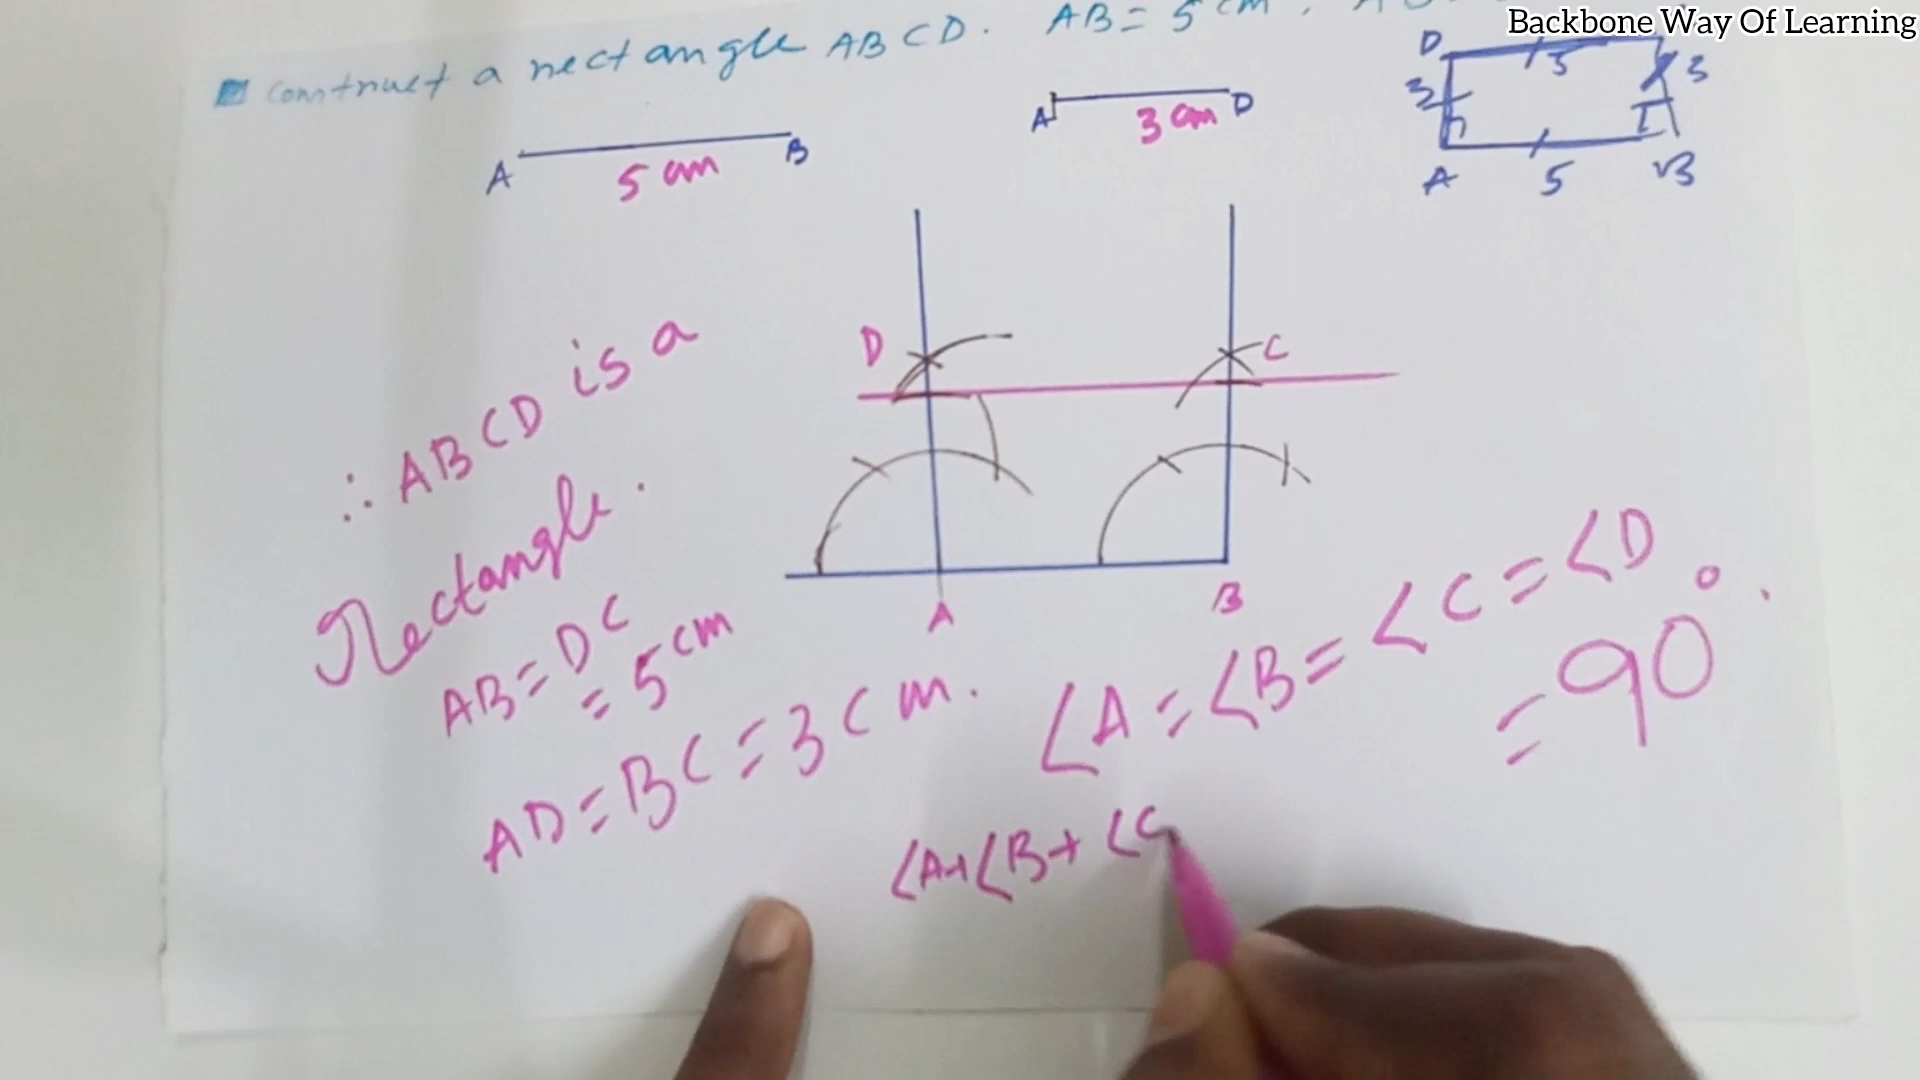 Backbone Way Of Learning
construct a rectangle ABCD. AB = 5 cm,
A B
5 cm
A D
3 cm
D 5
3 3
A 5 B
D C
A B
∴ ABCD is a
Rectangle.
AB = DC
= 5 cm
AD = BC = 3 cm.
∠A = ∠B = ∠C = ∠D
= 90°.
∠A+∠B+ ∠C